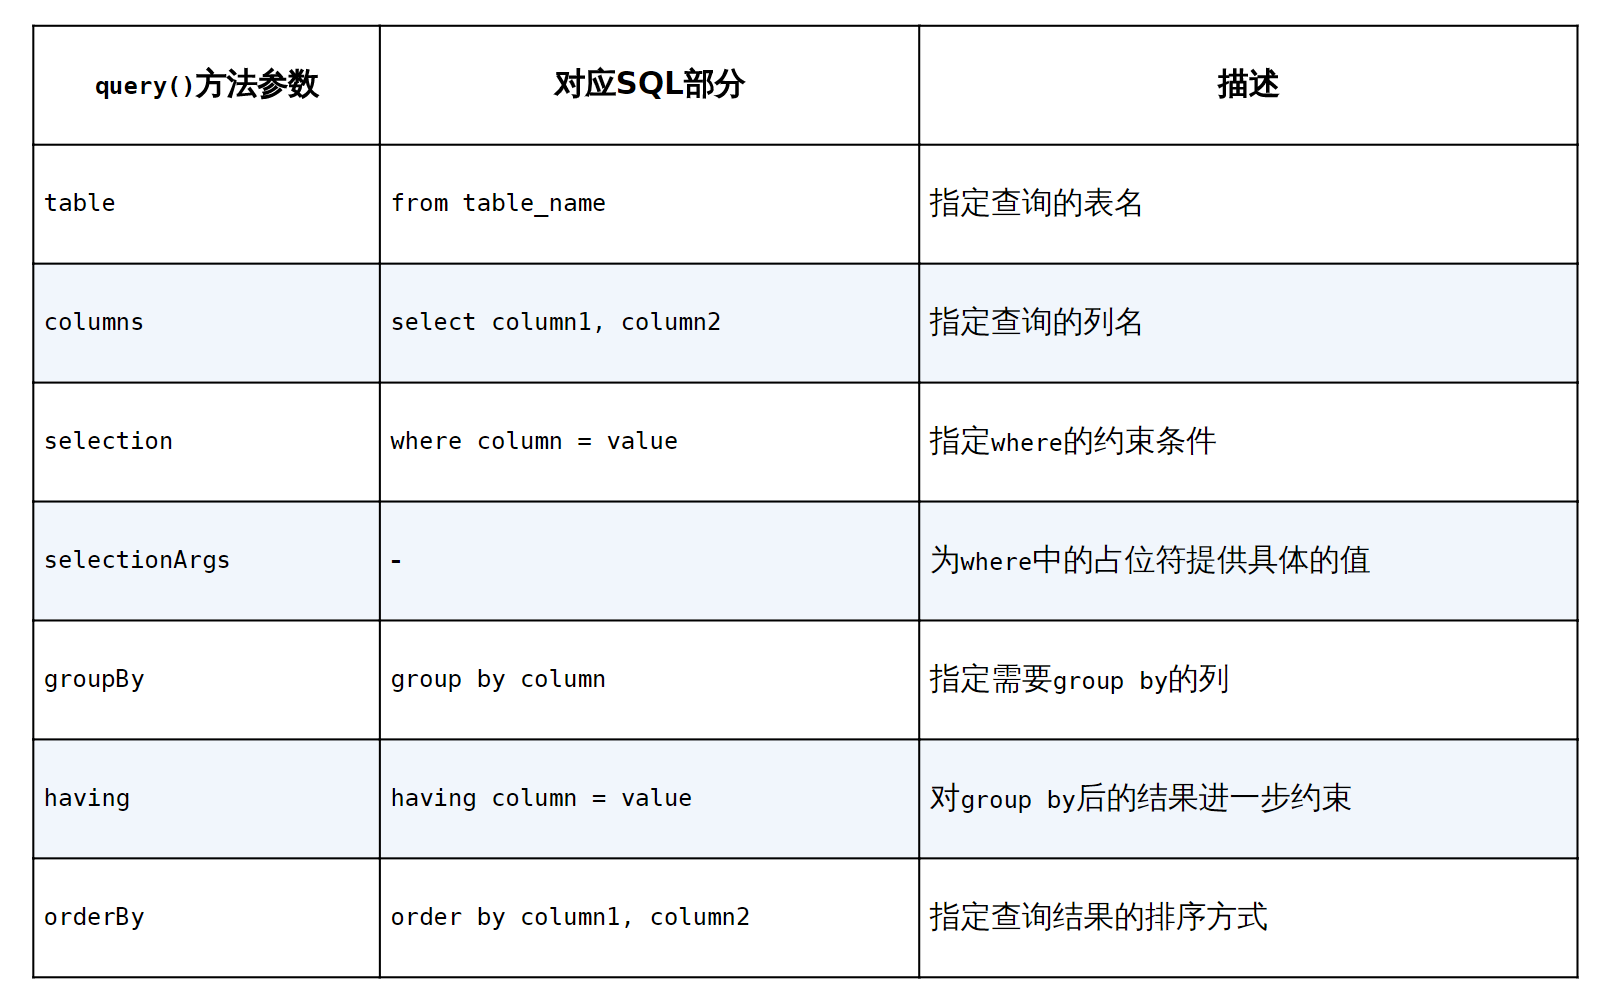 query()方法参数 对应SQL部分 描述
table from table_name 指定查询的表名
columns select column1, column2 指定查询的列名
selection where column = value 指定where的约束条件
selectionArgs - 为where中的占位符提供具体的值
groupBy group by column 指定需要group by的列
having having column = value 对group by后的结果进一步约束
orderBy order by column1, column2 指定查询结果的排序方式